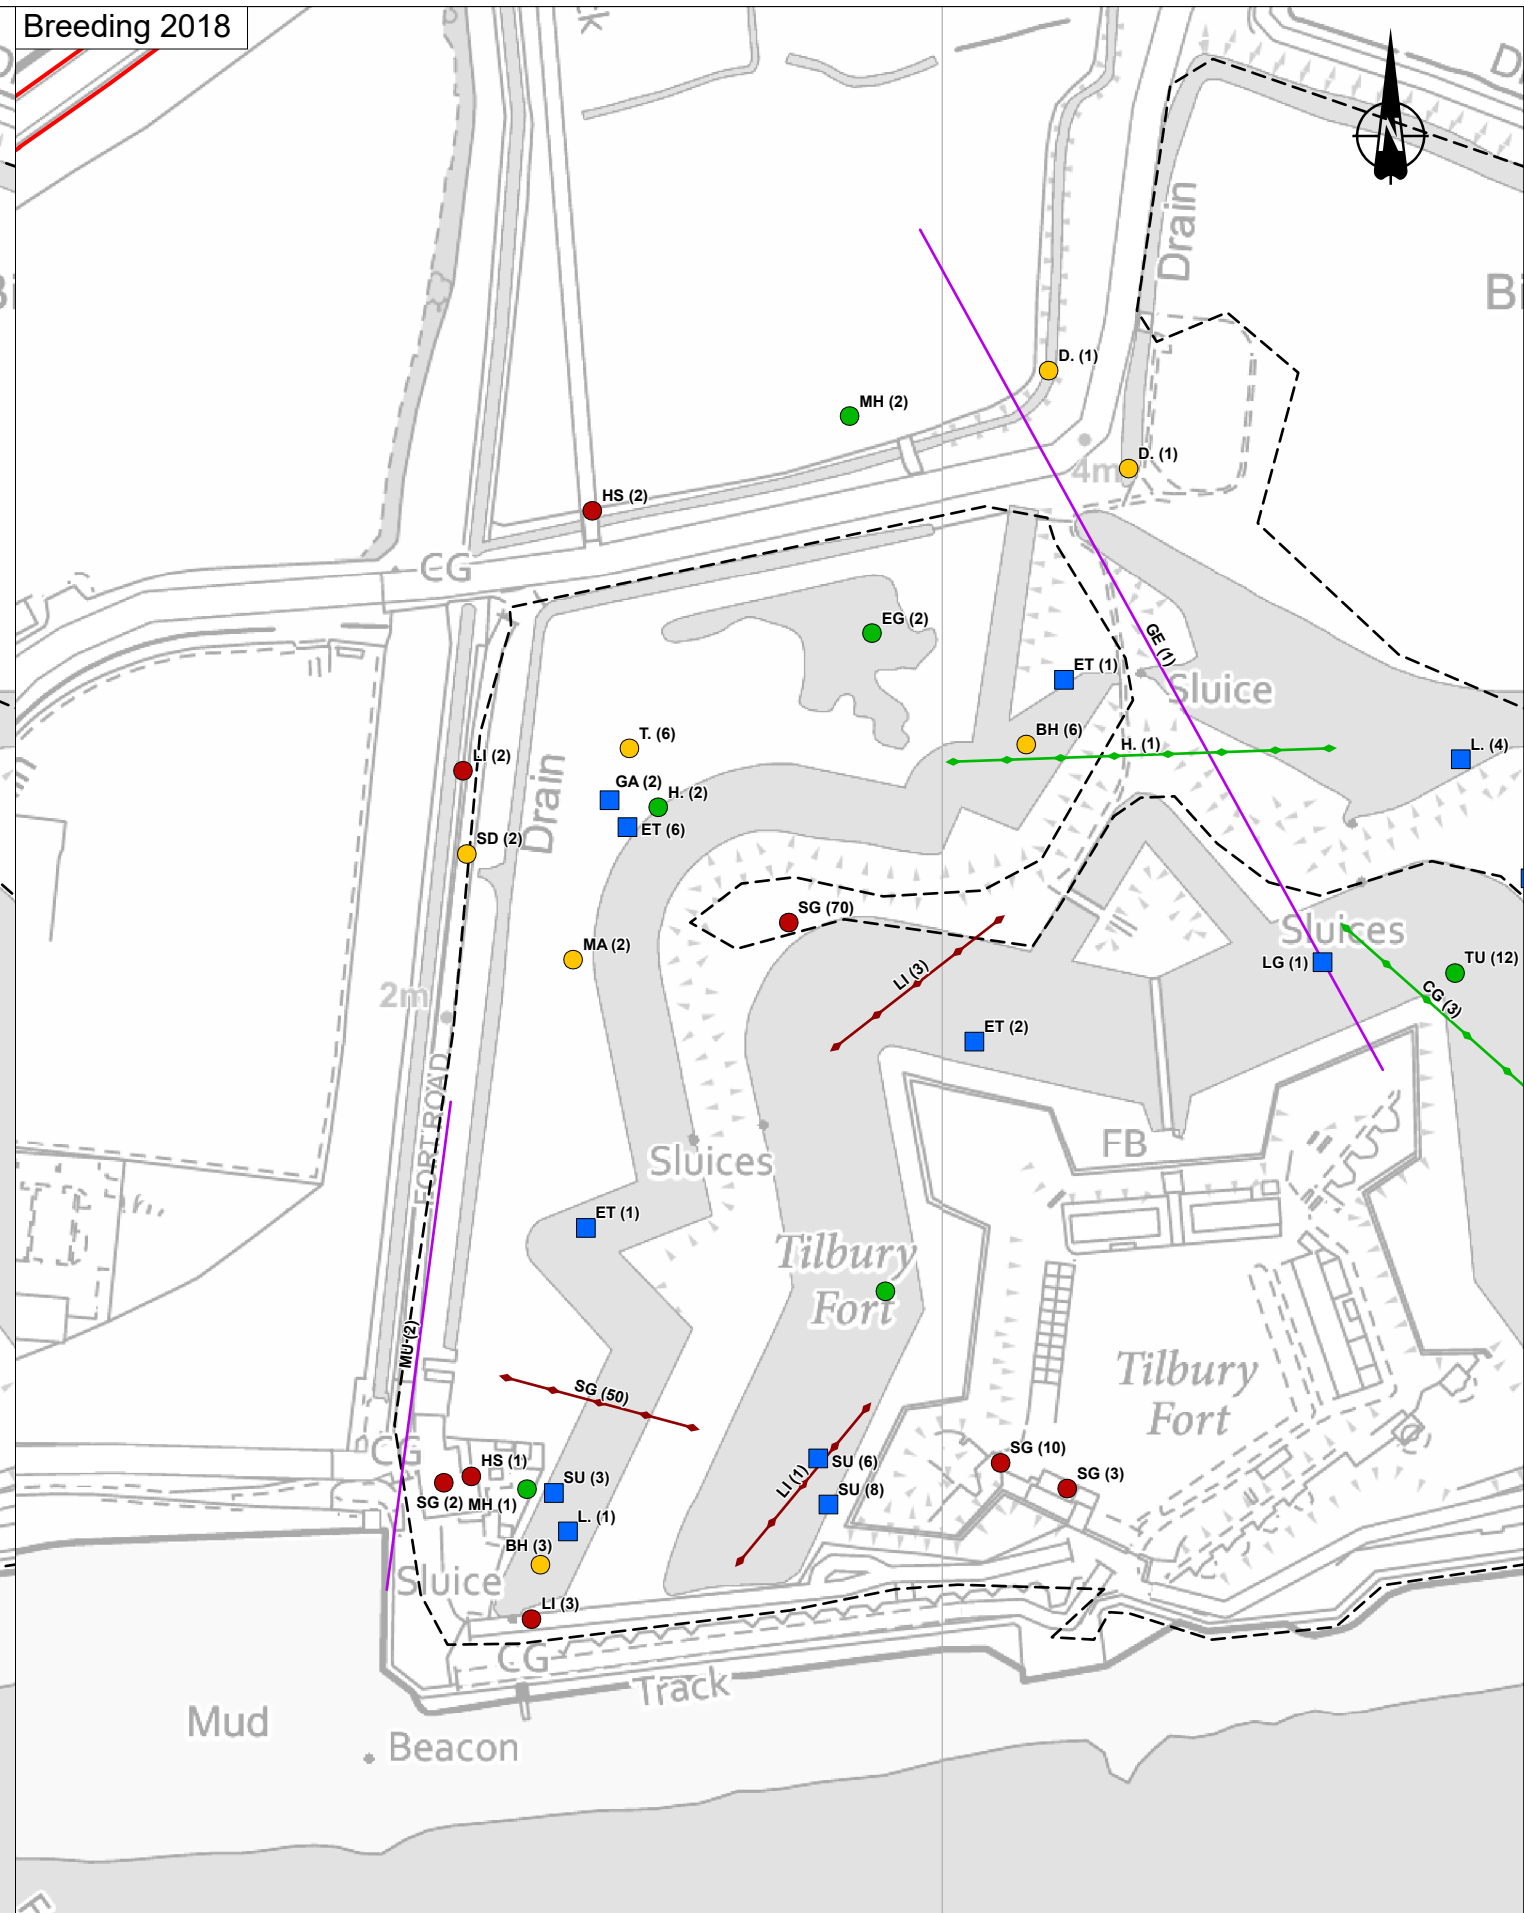 Breeding 2018
N
Drain
D. (1)
MH (2)
4m
D. (1)
HS (2)
CG
EG (2)
GE (1)
ET (1)
Sluice
T. (6)
BH (6)
H. (1)
L. (4)
LI (2)
GA (2)
H. (2)
ET (6)
Drain
SD (2)
SG (70)
Sluices
MA (2)
LI (3)
LG (1)
TU (12)
CG (3)
2m
ET (2)
FORT ROAD
FB
Sluices
ET (1)
Tilbury
Fort
MU (2)
SG (50)
Tilbury
Fort
CG
HS (1)
SG (2)
MH (1)
SU (3)
L. (1)
LI (1)
SU (6)
SU (8)
SG (10)
SG (3)
BH (3)
Sluice
LI (3)
CG
Track
Mud
Beacon